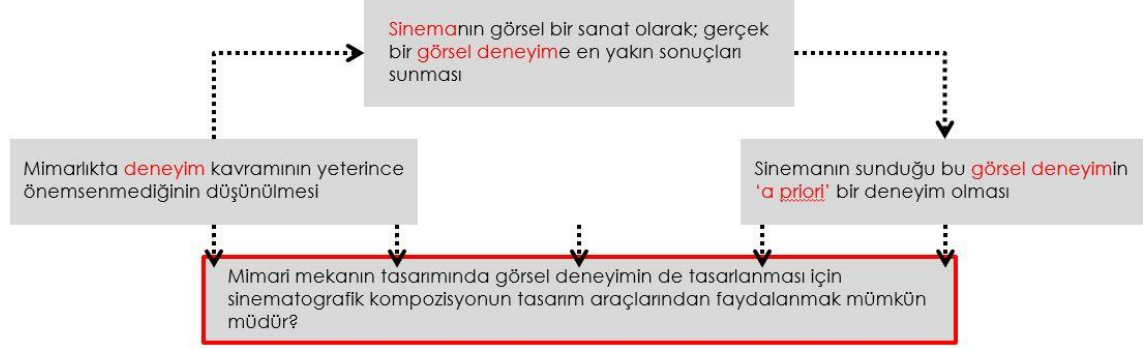 Sinemanın görsel bir sanat olarak; gerçek
bir görsel deneyime en yakın sonuçları
sunması
Mimarlıkta deneyim kavramının yeterince
önemsenmediğinin düşünülmesi
Sinemanın sunduğu bu görsel deneyimin
‘a priori’ bir deneyim olması
Mimari mekanın tasarımında görsel deneyimin de tasarlanması için
sinematografik kompozisyonun tasarım araçlarından faydalanmak mümkün
müdür?